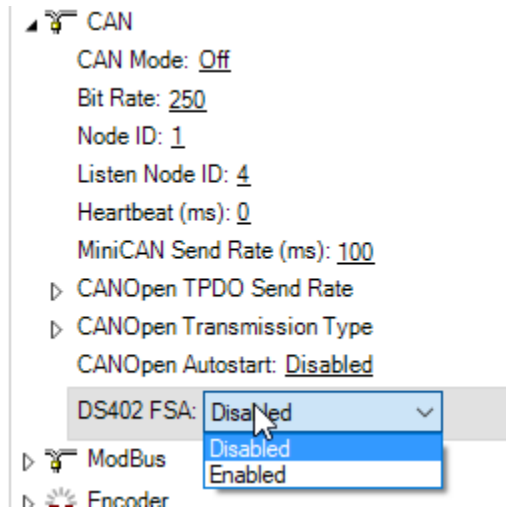 CAN
CAN Mode: Off
Bit Rate: 250
Node ID: 1
Listen Node ID: 4
Heartbeat (ms): 0
MiniCAN Send Rate (ms): 100
CANOpen TPDO Send Rate
CANOpen Transmission Type
CANOpen Autostart: Disabled
DS402 FSA: Disabled
Disabled
ModBus
Enabled
Encoder